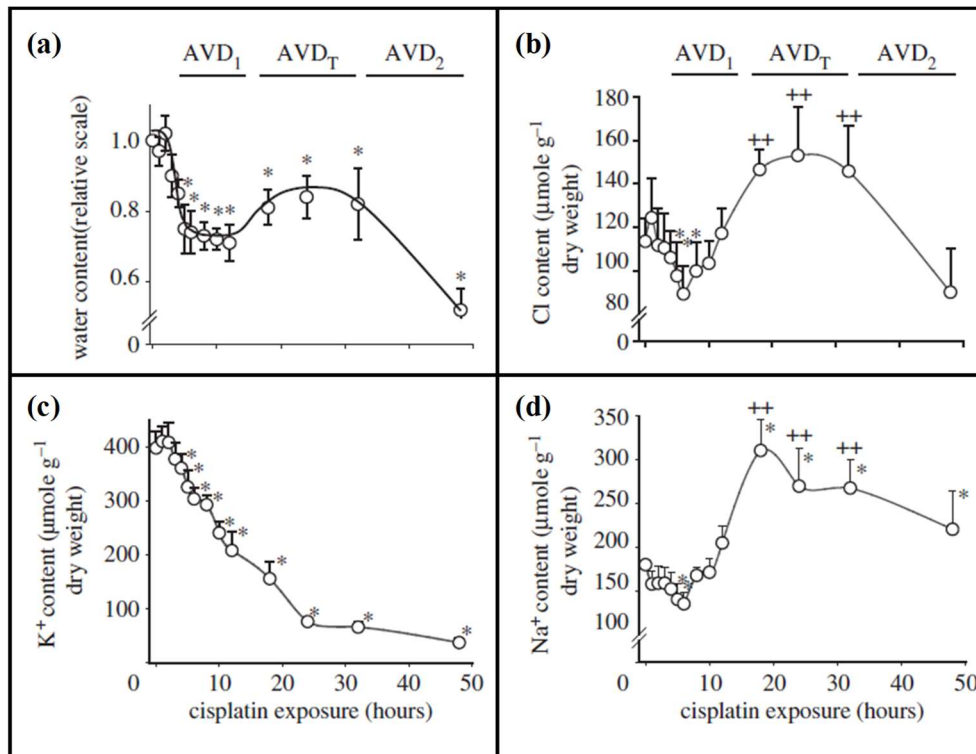 (a)
AVD₁ AVD_T AVD₂
water content(relative scale)
1.0
0.8
0.6
0
* * * ** * * * *
(b)
AVD₁ AVD_T AVD₂
Cl content (μmole g⁻¹
dry weight)
180
160
140
120
100
80
0
++ ++ ++
* * *
(c)
K⁺ content (μmole g⁻¹
dry weight)
400
300
200
100
0 10 20 30 40 50
* * * * * * * * *
cisplatin exposure (hours)
(d)
Na⁺ content (μmole g⁻¹
dry weight)
350
300
250
200
150
100
0 10 20 30 40 50
++ ++ ++
* * * * * *
cisplatin exposure (hours)